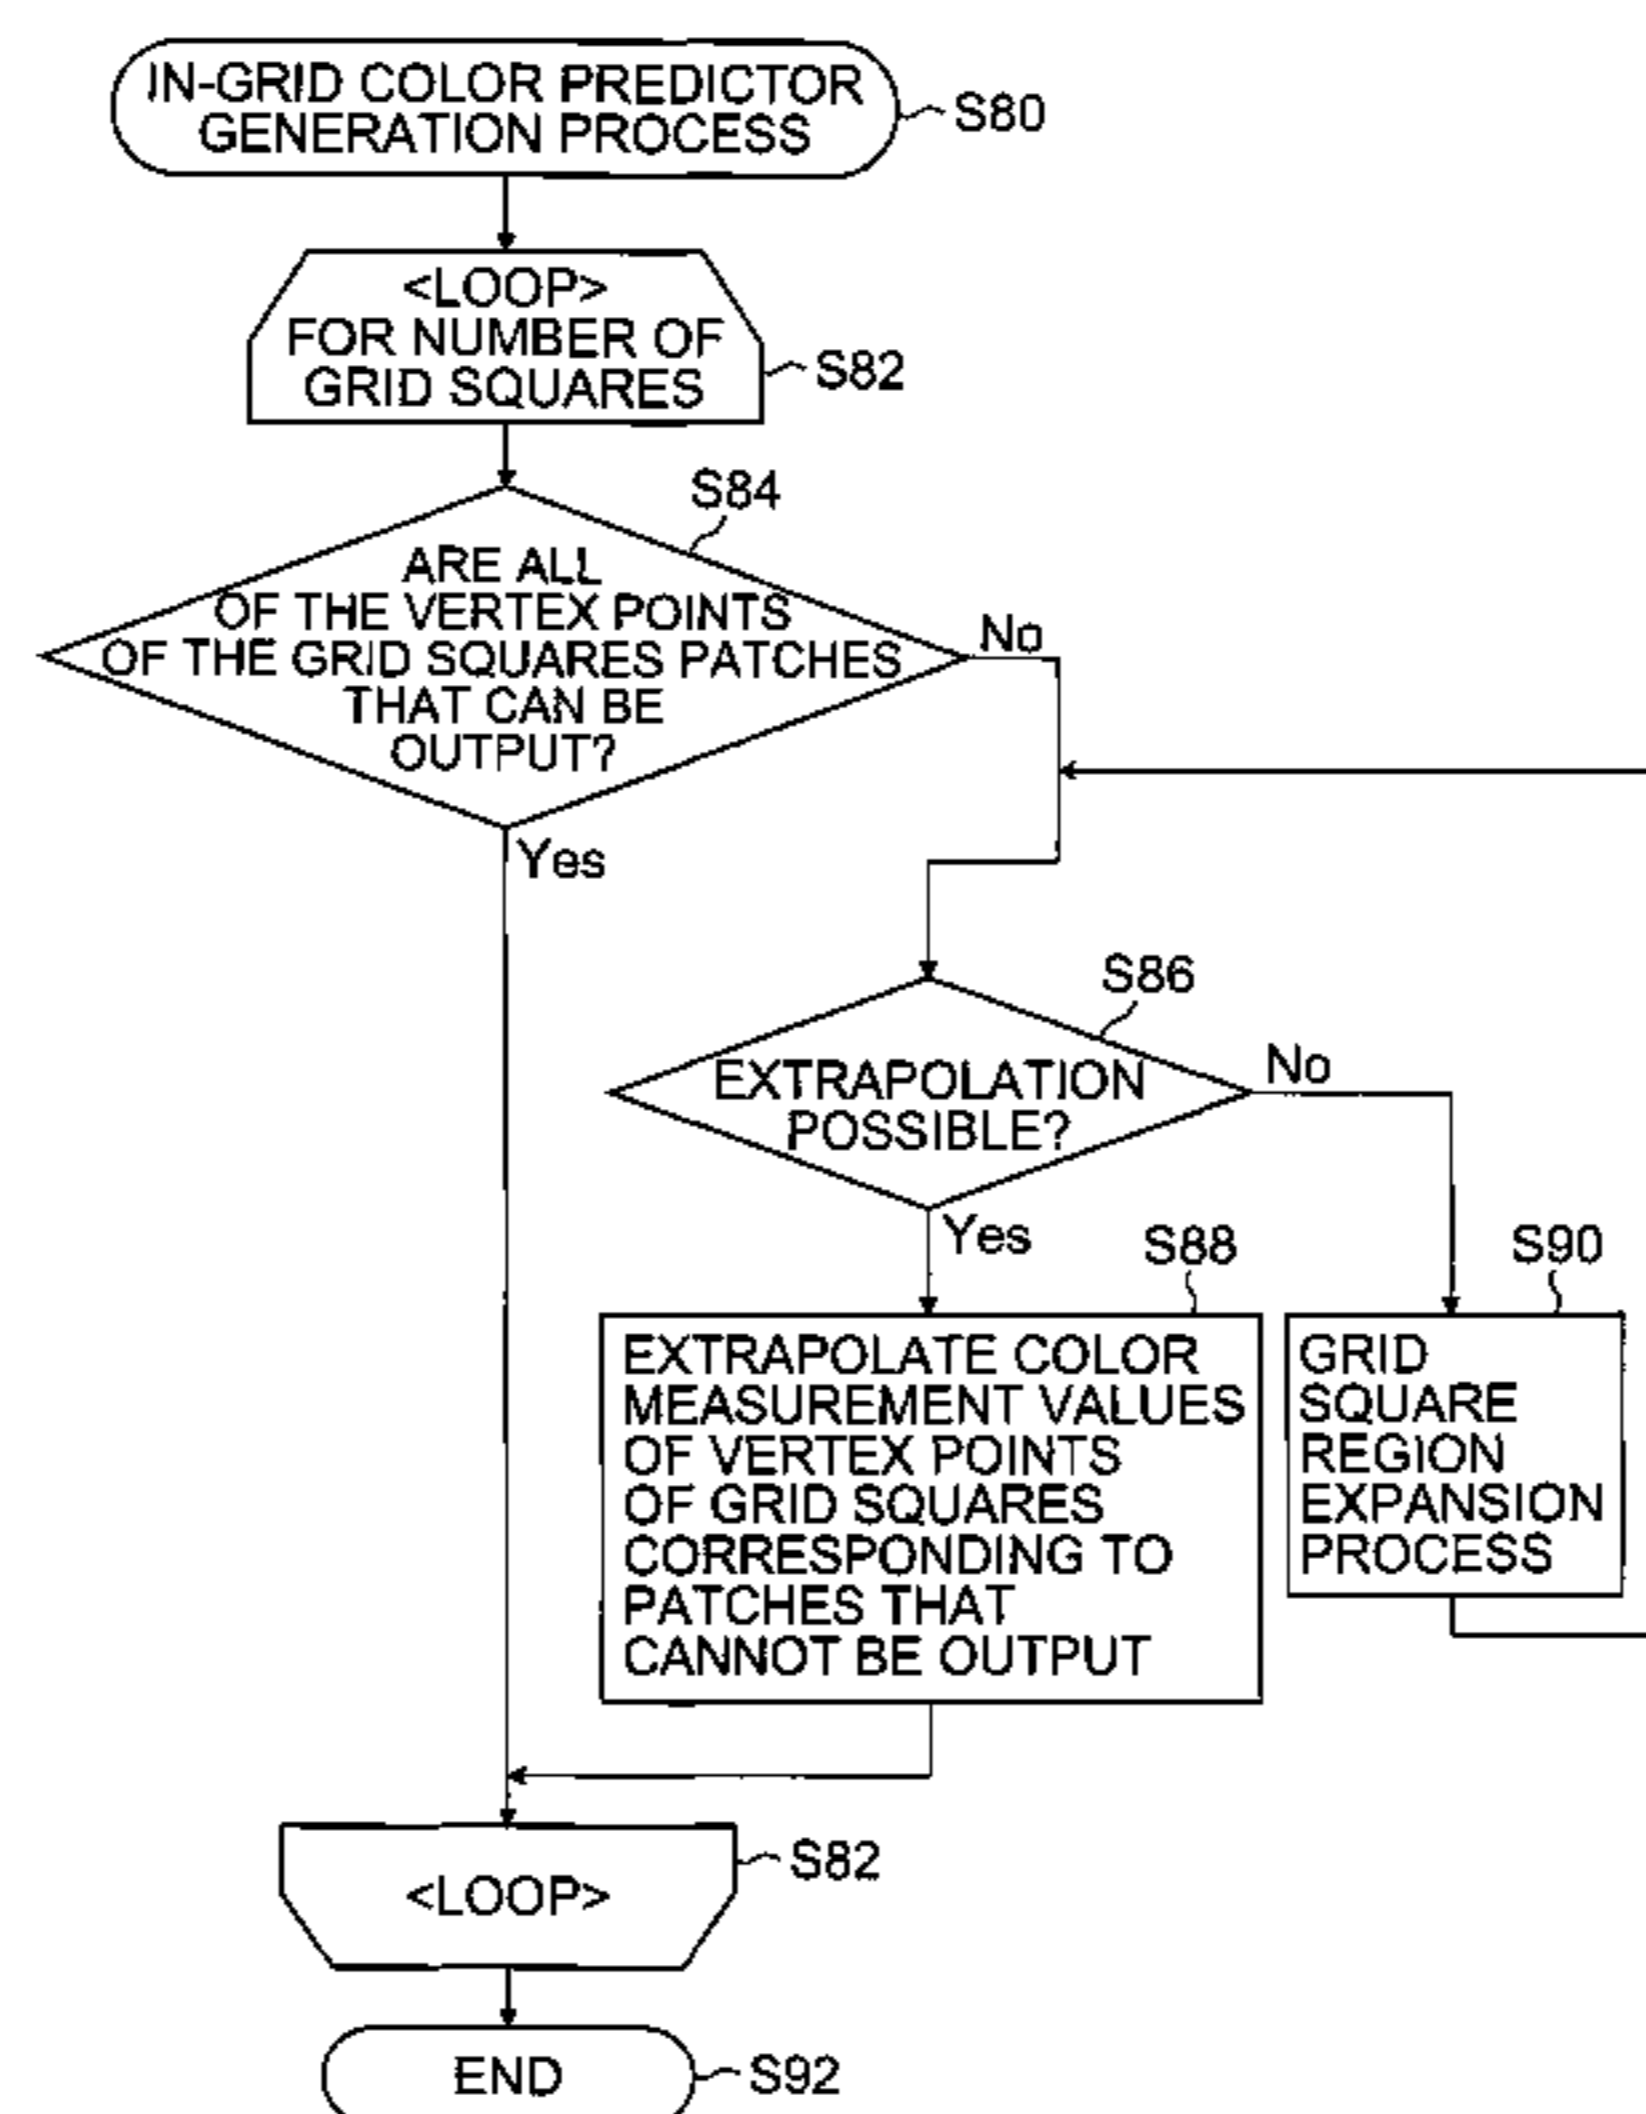 IN-GRID COLOR PREDICTOR
GENERATION PROCESS
S80
<LOOP>
FOR NUMBER OF
GRID SQUARES
S82
S84
ARE ALL
OF THE VERTEX POINTS
OF THE GRID SQUARES PATCHES
THAT CAN BE
OUTPUT?
No
Yes
S86
EXTRAPOLATION
POSSIBLE?
No
Yes
S88
EXTRAPOLATE COLOR
MEASUREMENT VALUES
OF VERTEX POINTS
OF GRID SQUARES
CORRESPONDING TO
PATCHES THAT
CANNOT BE OUTPUT
S90
GRID
SQUARE
REGION
EXPANSION
PROCESS
<LOOP>
S82
END
S92